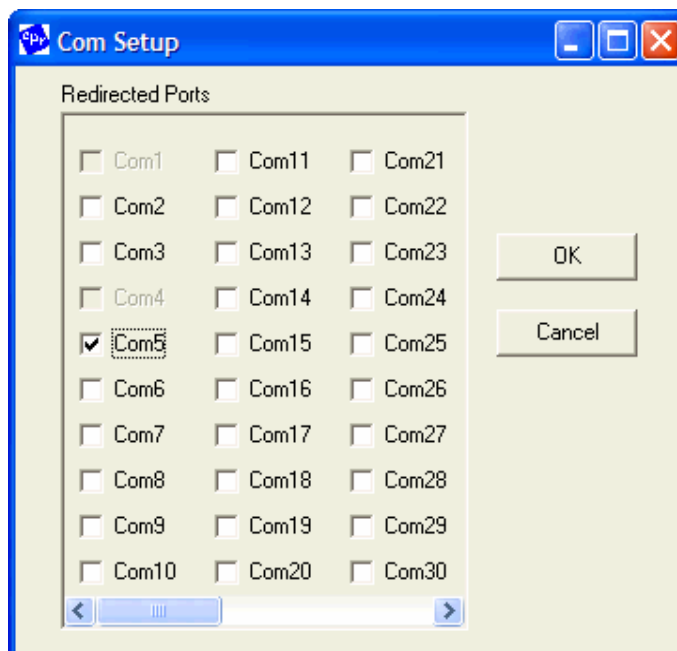 CPr Com Setup
Redirected Ports
Com1 Com11 Com21
Com2 Com12 Com22
Com3 Com13 Com23
Com4 Com14 Com24
Com5 Com15 Com25
Com6 Com16 Com26
Com7 Com17 Com27
Com8 Com18 Com28
Com9 Com19 Com29
Com10 Com20 Com30
OK
Cancel